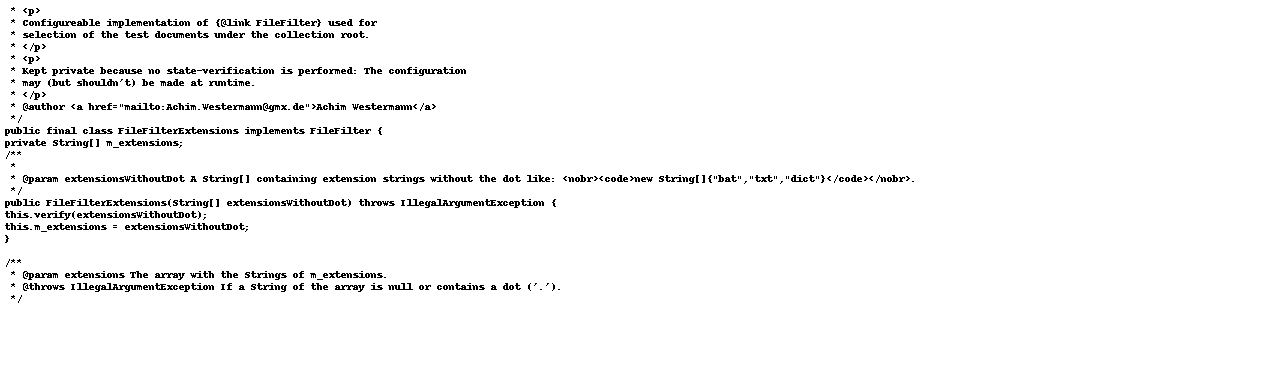 * <p>
* Configureable implementation of {@link FileFilter} used for
* selection of the test documents under the collection root.
* </p>
* <p>
* Kept private because no state-verification is performed: The configuration
* may (but shouldn't) be made at runtime.
* </p>
* @author <a href="mailto:Achim.Westermann@gmx.de">Achim Westermann</a>
*/
public final class FileFilterExtensions implements FileFilter {
private String[] m_extensions;
/**
*
* @param extensionsWithoutDot A String[] containing extension strings without the dot like: <nobr><code>new String[]{"bat","txt","dict"}</code></nobr>.
*/
public FileFilterExtensions(String[] extensionsWithoutDot) throws IllegalArgumentException {
this.verify(extensionsWithoutDot);
this.m_extensions = extensionsWithoutDot;
}
/**
* @param extensions The array with the Strings of m_extensions.
* @throws IllegalArgumentException If a String of the array is null or contains a dot ('.').
*/